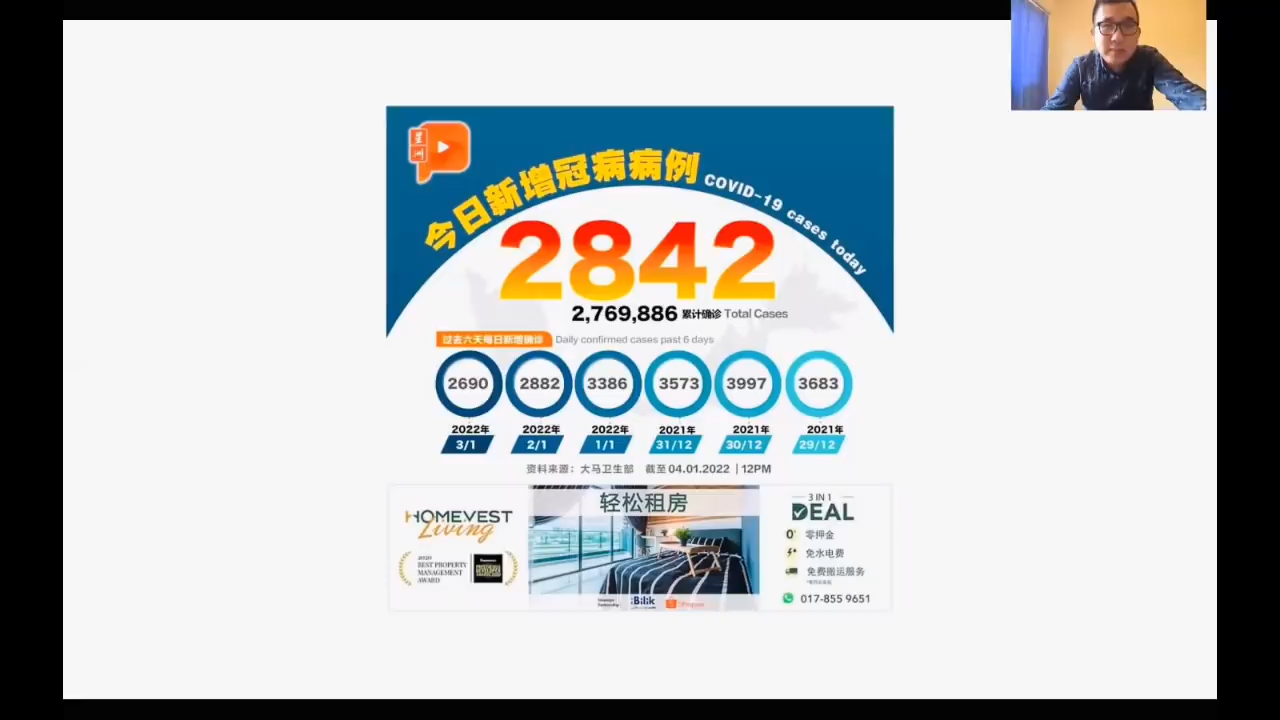 星洲
今日新增冠病病例 COVID-19 cases today
2842
2,769,886 累计确诊 Total Cases
过去六天每日新增确诊 Daily confirmed cases past 6 days
2690 2882 3386 3573 3997 3683
2022年 2022年 2022年 2021年 2021年 2021年
3/1 2/1 1/1 31/12 30/12 29/12
资料来源：大马卫生部 截至 04.01.2022 | 12PM
HOMEVEST
Living
2020
BEST PROPERTY
MANAGEMENT
AWARD
轻松租房
iBilik
3 IN 1
DEAL
零押金
免水电费
免费搬运服务
017-855 9651